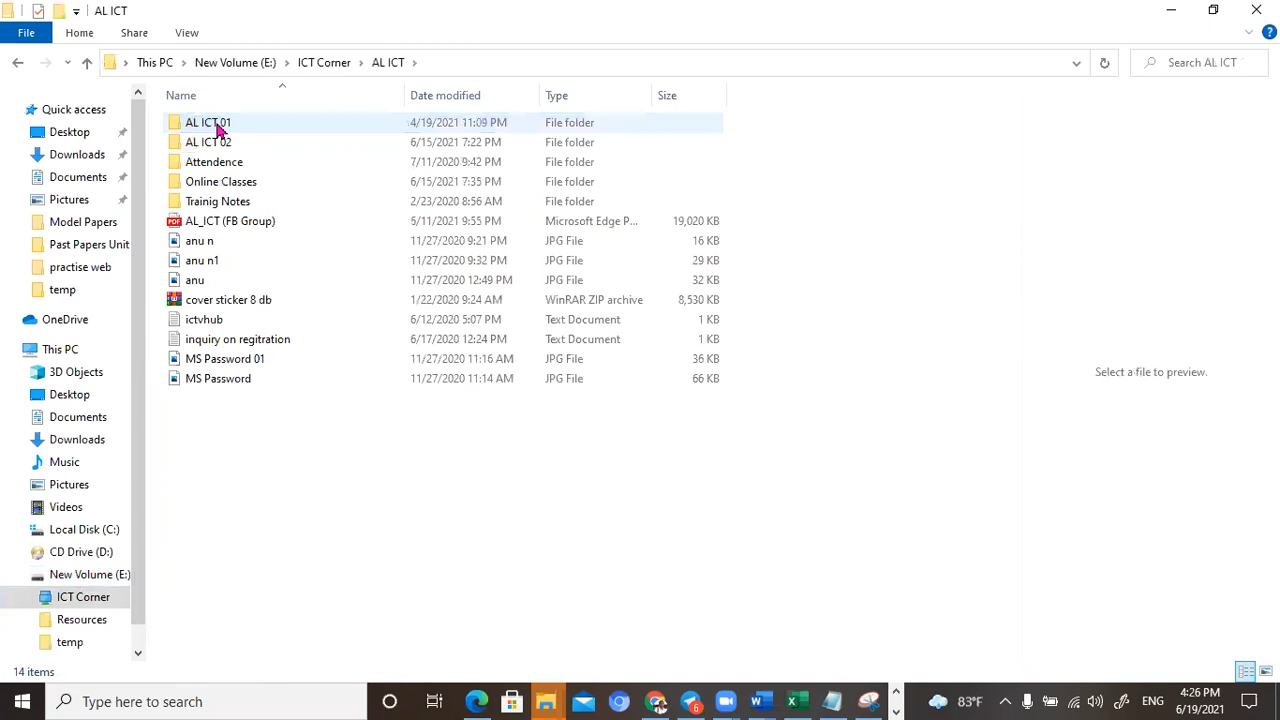 AL ICT
File Home Share View
This PC New Volume (E:) ICT Corner AL ICT Search AL ICT
Name Date modified Type Size
AL ICT 01 4/19/2021 11:09 PM File folder
AL ICT 02 6/15/2021 7:22 PM File folder
Attendence 7/11/2020 9:42 PM File folder
Online Classes 6/15/2021 7:35 PM File folder
Trainig Notes 2/23/2020 8:56 AM File folder
AL_ICT (FB Group) 5/11/2021 9:55 PM Microsoft Edge P... 19,020 KB
anu n 11/27/2020 9:21 PM JPG File 16 KB
anu n1 11/27/2020 9:32 PM JPG File 29 KB
anu 11/27/2020 12:49 PM JPG File 32 KB
cover sticker 8 db 1/22/2020 9:24 AM WinRAR ZIP archive 8,530 KB
ictvhub 6/12/2020 5:07 PM Text Document 1 KB
inquiry on regitration 6/17/2020 12:24 PM Text Document 1 KB
MS Password 01 11/27/2020 11:16 AM JPG File 36 KB
MS Password 11/27/2020 11:14 AM JPG File 66 KB
Quick access
Desktop
Downloads
Documents
Pictures
Model Papers
Past Papers Unit
practise web
temp
OneDrive
This PC
3D Objects
Desktop
Documents
Downloads
Music
Pictures
Videos
Local Disk (C:)
CD Drive (D:)
New Volume (E:)
ICT Corner
Resources
temp
Select a file to preview.
14 items
Type here to search
6
83°F
ENG
4:26 PM
6/19/2021